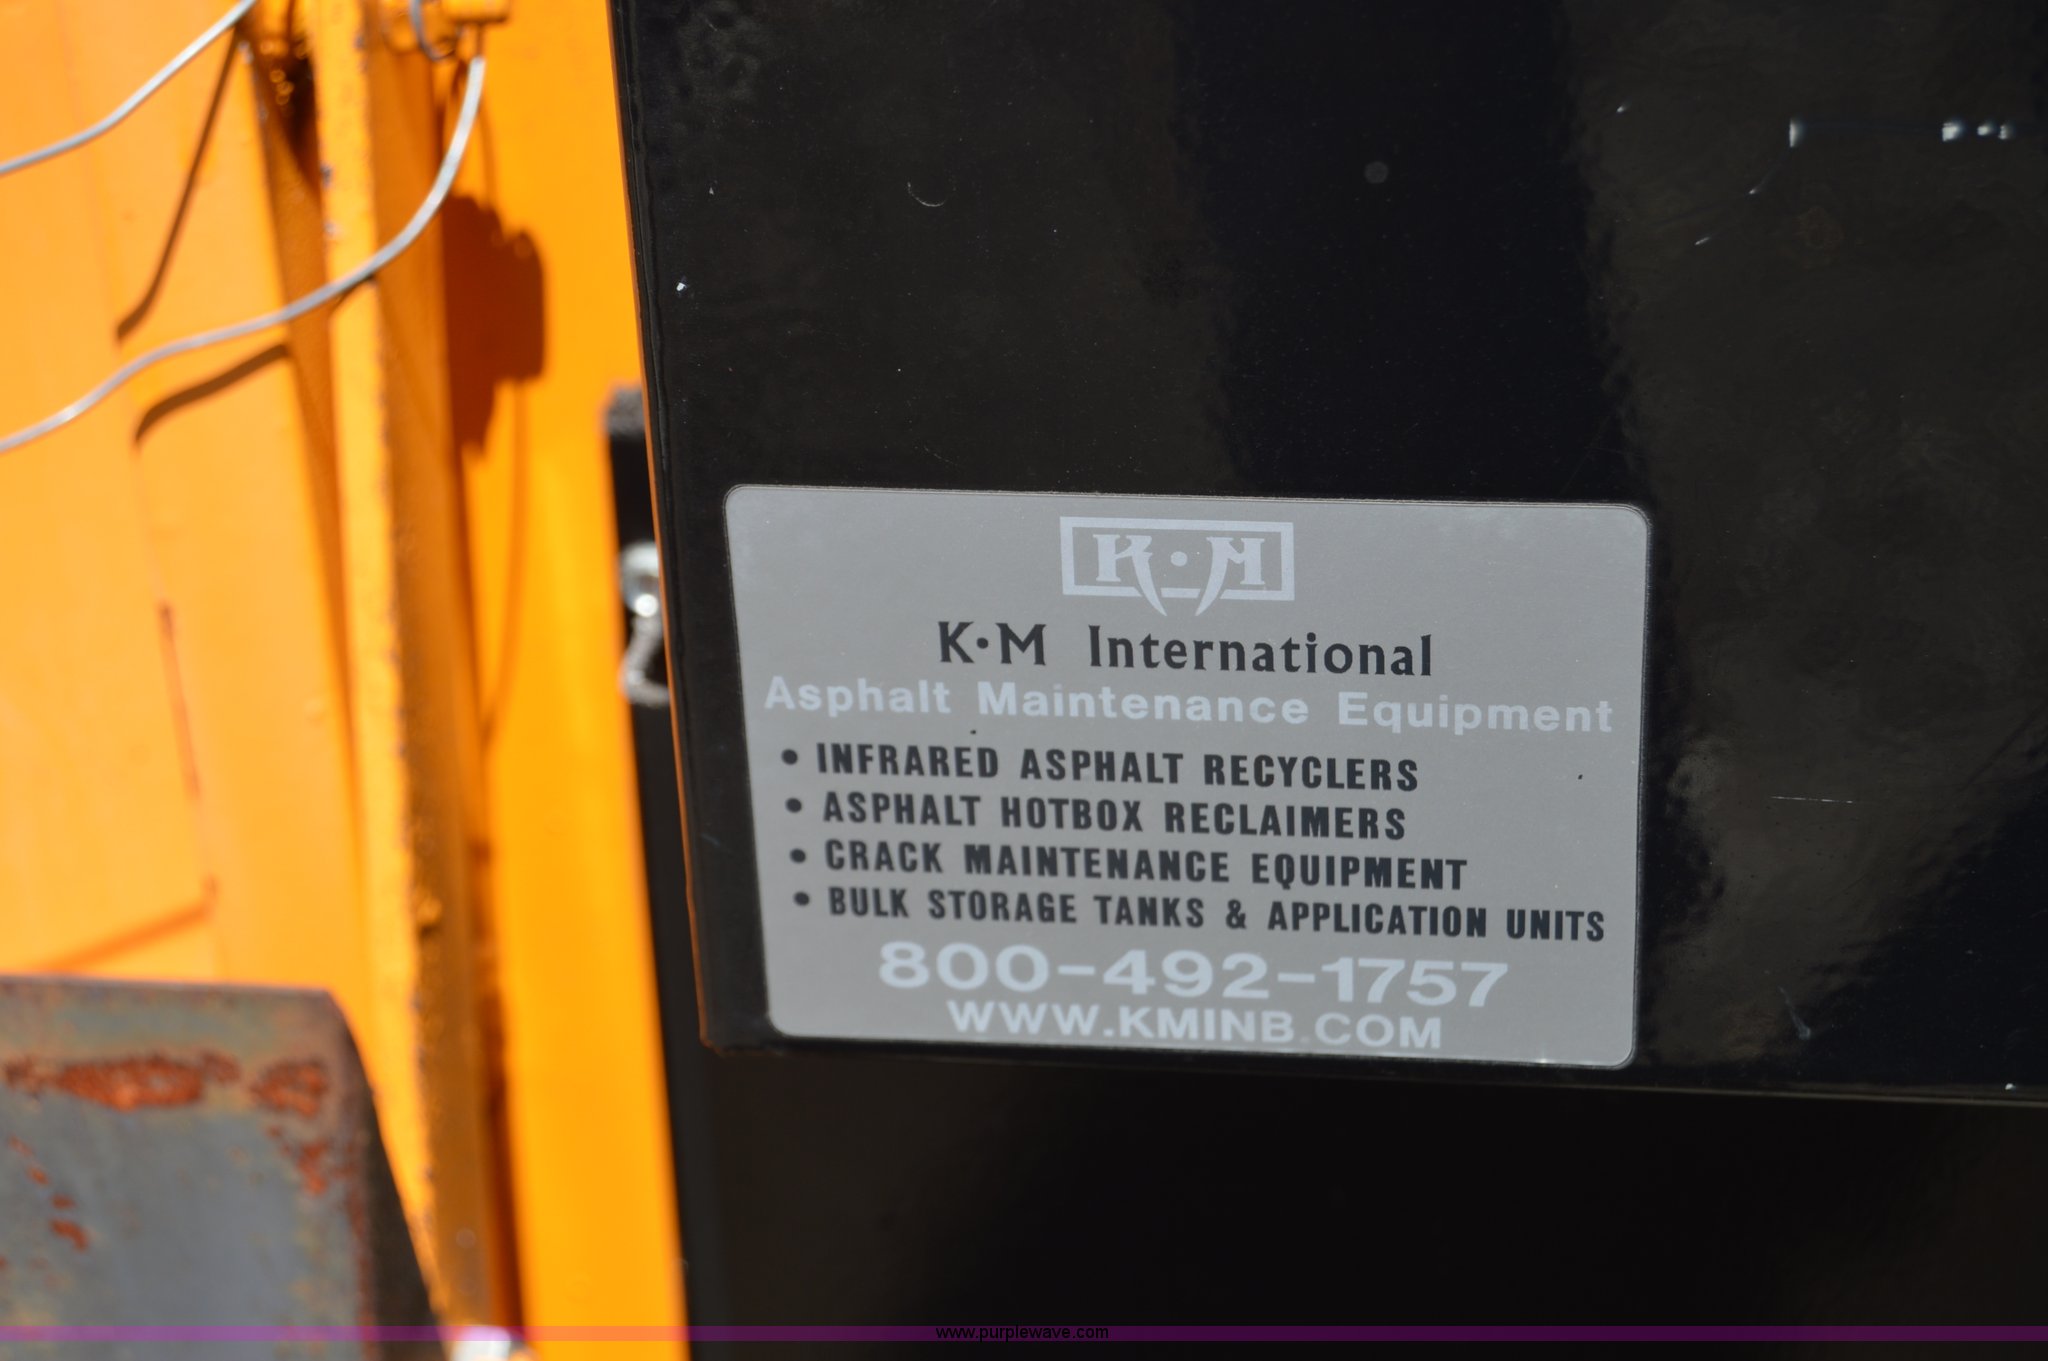 K·M
K·M International
Asphalt Maintenance Equipment
• INFRARED ASPHALT RECYCLERS
• ASPHALT HOTBOX RECLAIMERS
• CRACK MAINTENANCE EQUIPMENT
• BULK STORAGE TANKS & APPLICATION UNITS
800-492-1757
WWW.KMINB.COM
www.purplewave.com